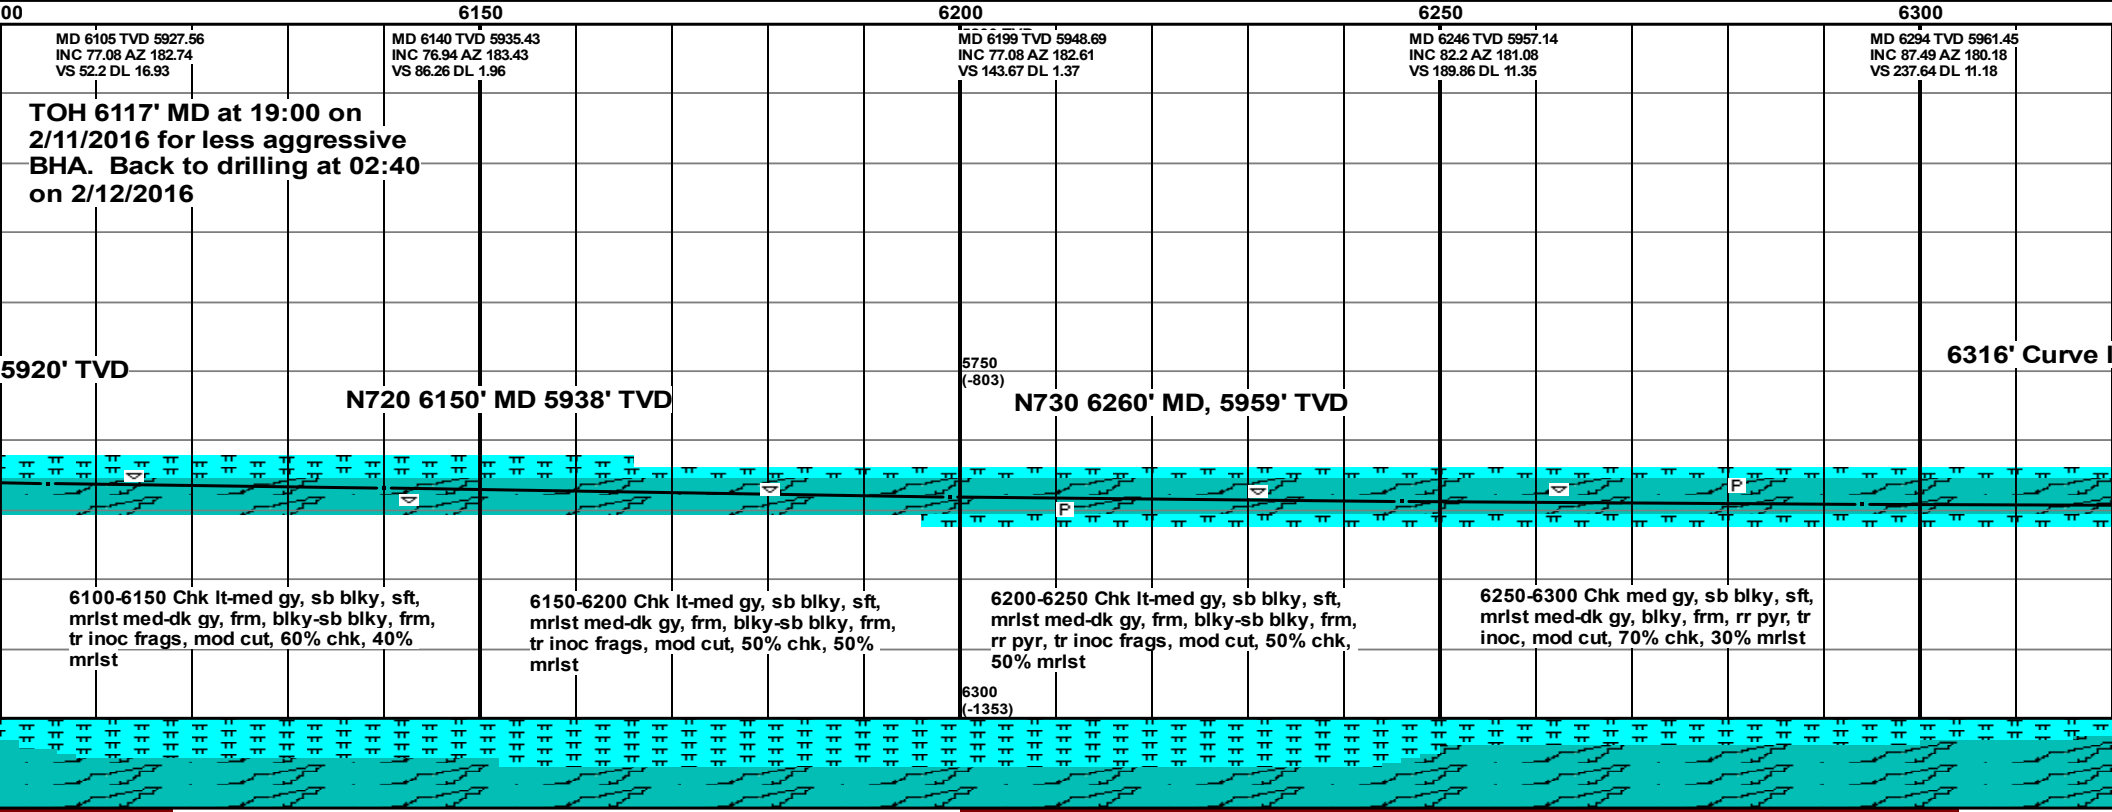 00 6150 6200 6250 6300
MD 6105 TVD 5927.56
INC 77.08 AZ 182.74
VS 52.2 DL 16.93
MD 6140 TVD 5935.43
INC 76.94 AZ 183.43
VS 86.26 DL 1.96
MD 6199 TVD 5948.69
INC 77.08 AZ 182.61
VS 143.67 DL 1.37
MD 6246 TVD 5957.14
INC 82.2 AZ 181.08
VS 189.86 DL 11.35
MD 6294 TVD 5961.45
INC 87.49 AZ 180.18
VS 237.64 DL 11.18
TOH 6117' MD at 19:00 on
2/11/2016 for less aggressive
BHA. Back to drilling at 02:40
on 2/12/2016
5920' TVD
N720 6150' MD 5938' TVD
5750
(-803)
N730 6260' MD, 5959' TVD
6316' Curve
P
P
6100-6150 Chk lt-med gy, sb blky, sft,
mrlst med-dk gy, frm, blky-sb blky, frm,
tr inoc frags, mod cut, 60% chk, 40%
mrlst
6150-6200 Chk lt-med gy, sb blky, sft,
mrlst med-dk gy, frm, blky-sb blky, frm,
tr inoc frags, mod cut, 50% chk, 50%
mrlst
6200-6250 Chk lt-med gy, sb blky, sft,
mrlst med-dk gy, frm, blky-sb blky, frm,
rr pyr, tr inoc frags, mod cut, 50% chk,
50% mrlst
6250-6300 Chk med gy, sb blky, sft,
mrlst med-dk gy, blky, frm, rr pyr, tr
inoc, mod cut, 70% chk, 30% mrlst
6300
(-1353)